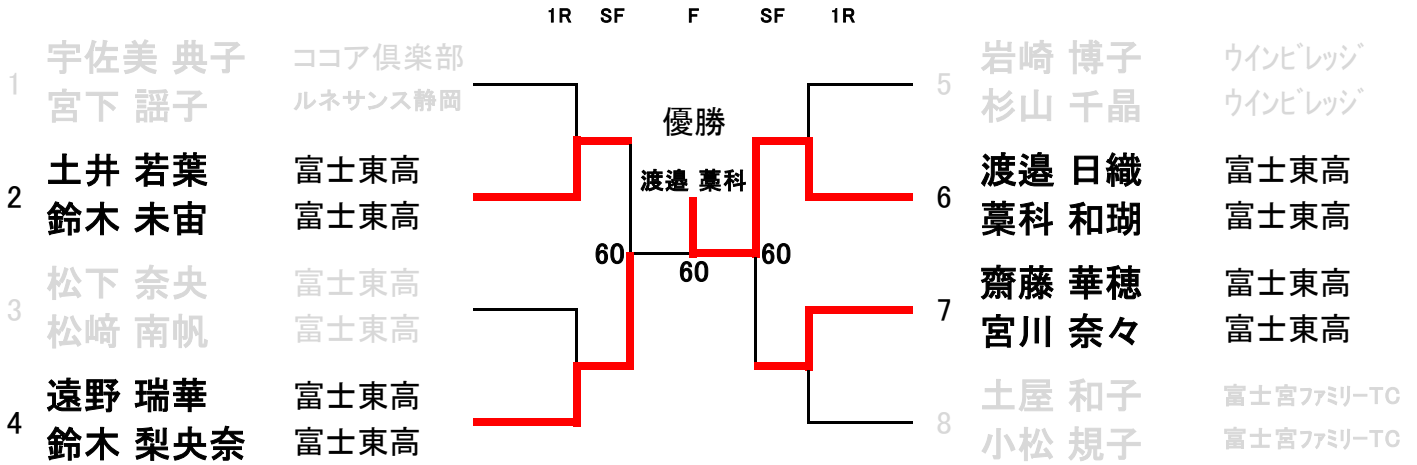 1R SF F SF 1R
1 宇佐美 典子 ココア倶楽部
宮下 謡子 ルネサンス静岡
2 土井 若葉 富士東高
鈴木 未宙 富士東高
3 松下 奈央 富士東高
松﨑 南帆 富士東高
4 遠野 瑞華 富士東高
鈴木 梨央奈 富士東高
優勝
渡邉 藁科
60 60 60
5 岩崎 博子 ウインビレッジ
杉山 千晶 ウインビレッジ
6 渡邉 日織 富士東高
藁科 和瑚 富士東高
7 齋藤 華穂 富士東高
宮川 奈々 富士東高
8 土屋 和子 富士宮ファミリーTC
小松 規子 富士宮ファミリーTC